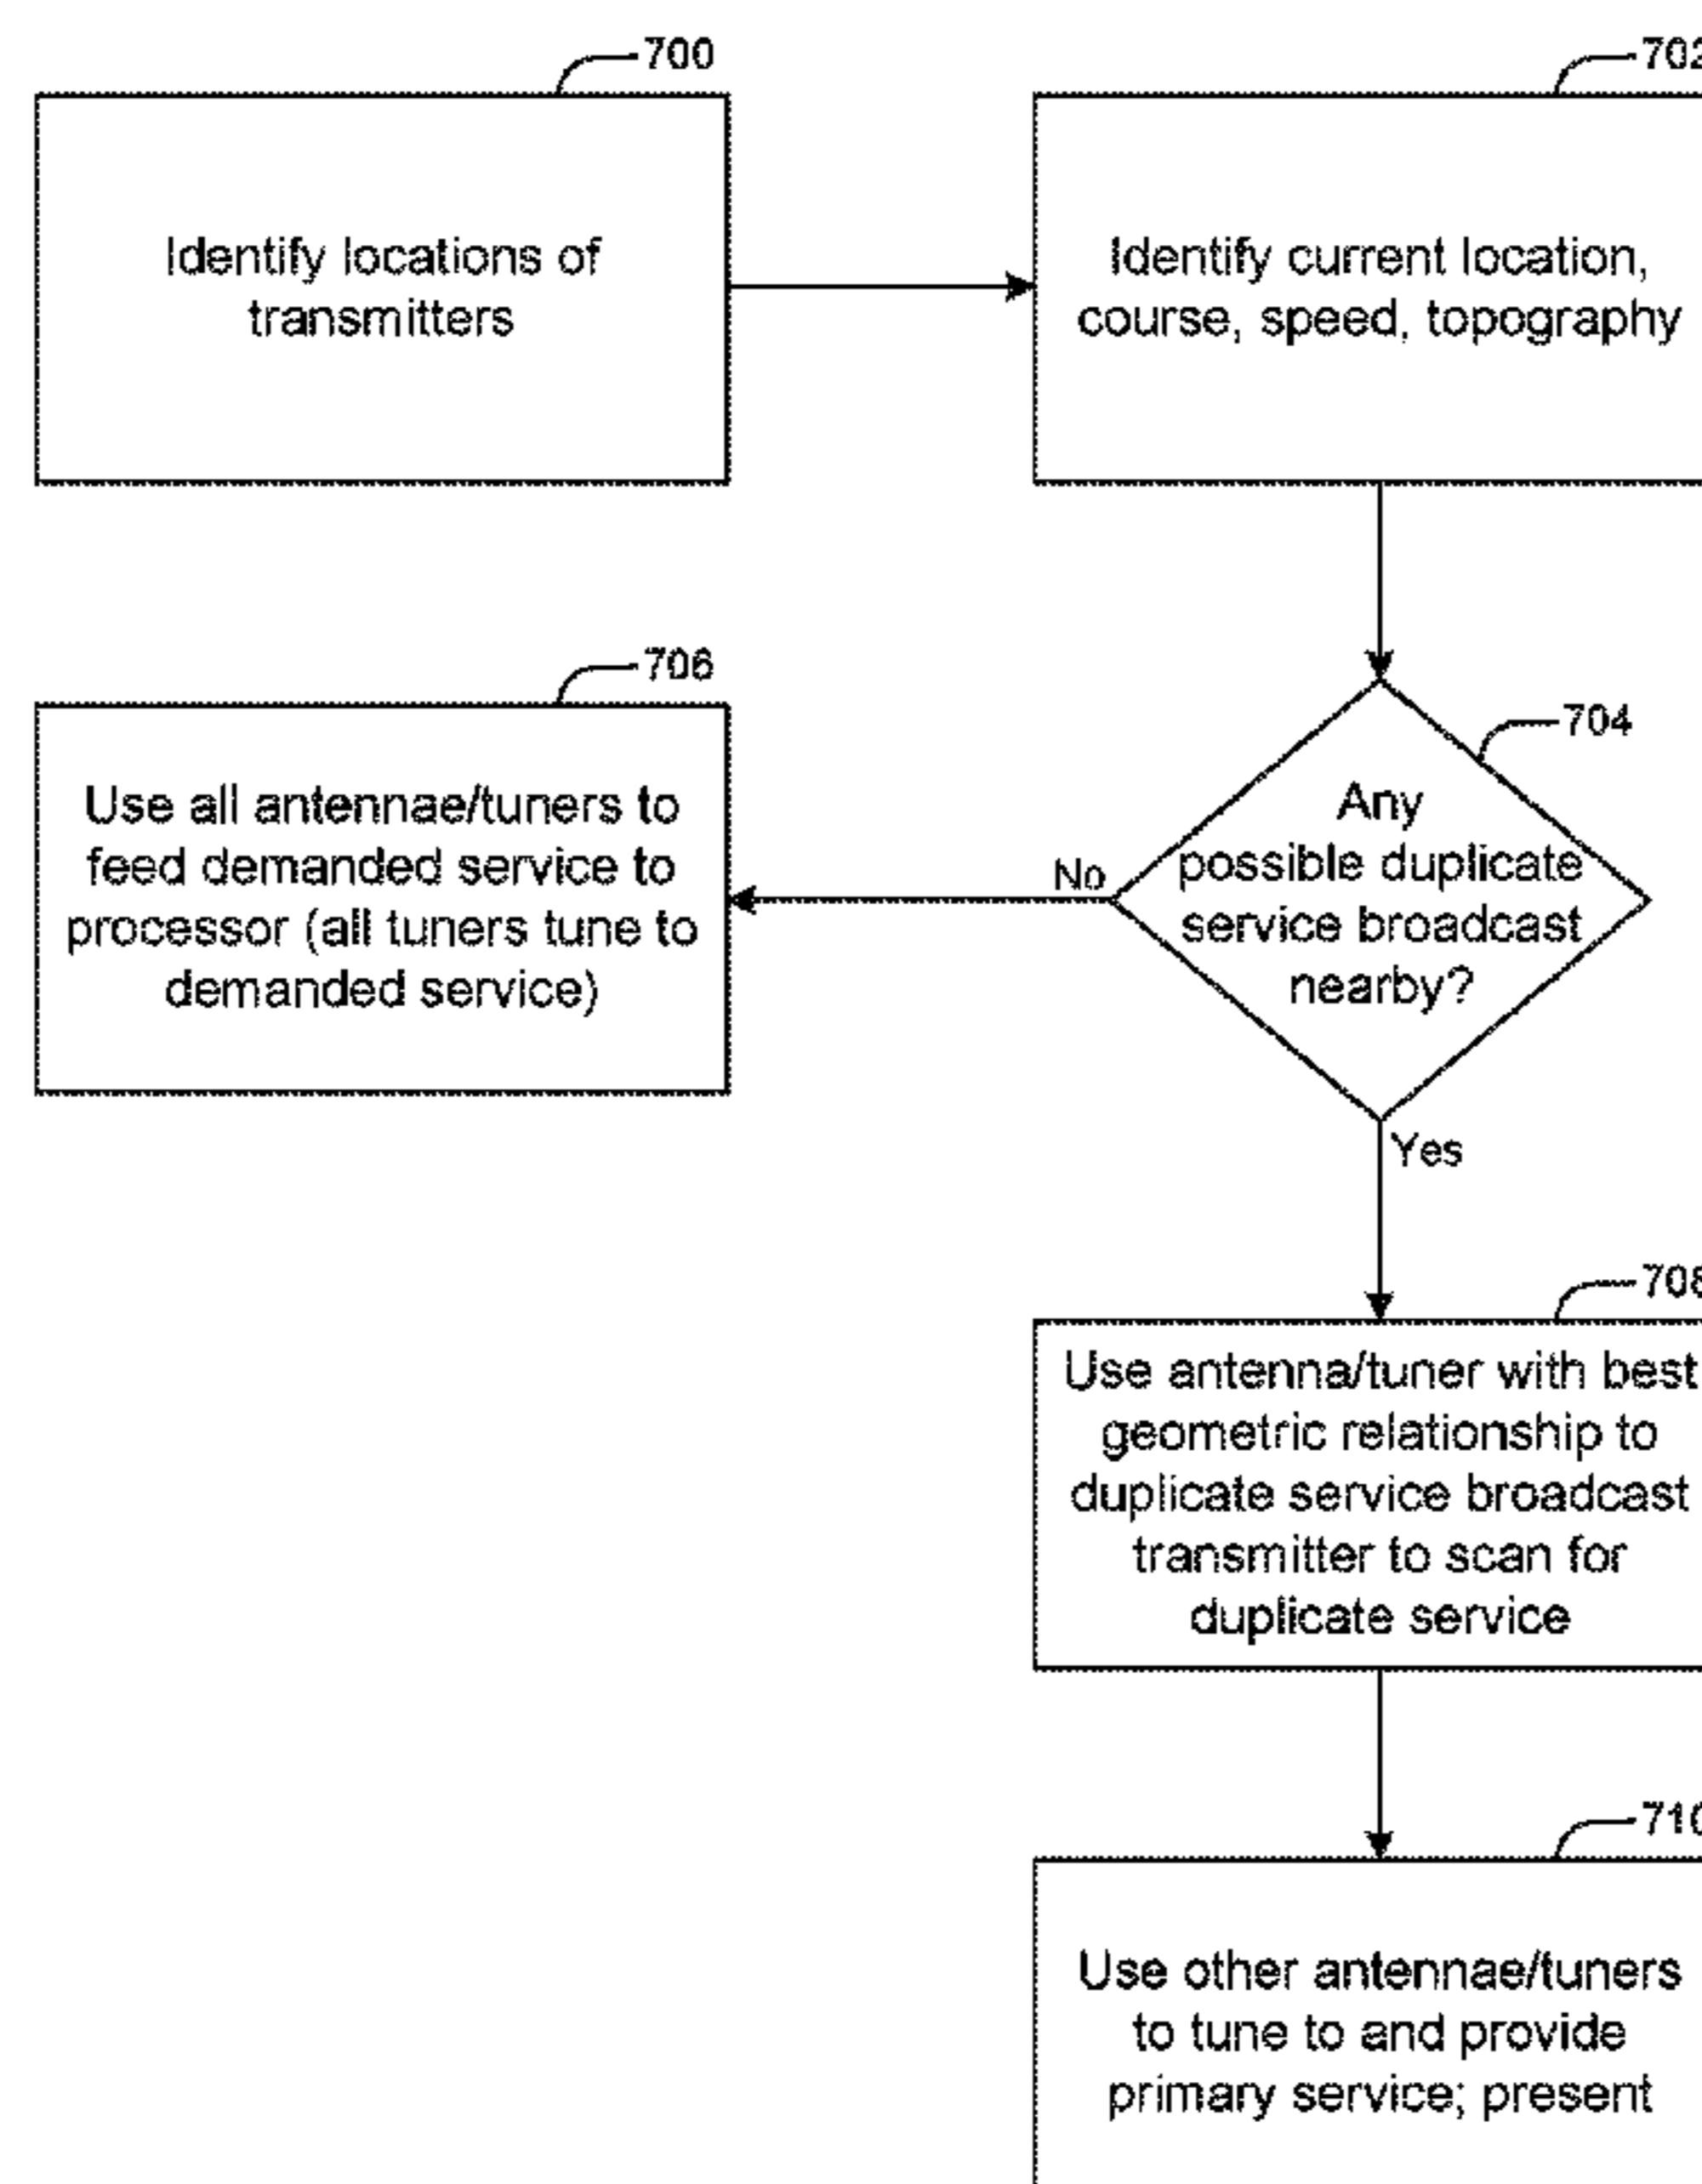 700
Identify locations of
transmitters
702
Identify current location,
course, speed, topography
704
Any
possible duplicate
service broadcast
nearby?
No
Yes
706
Use all antennae/tuners to
feed demanded service to
processor (all tuners tune to
demanded service)
708
Use antenna/tuner with best
geometric relationship to
duplicate service broadcast
transmitter to scan for
duplicate service
710
Use other antennae/tuners
to tune to and provide
primary service; present